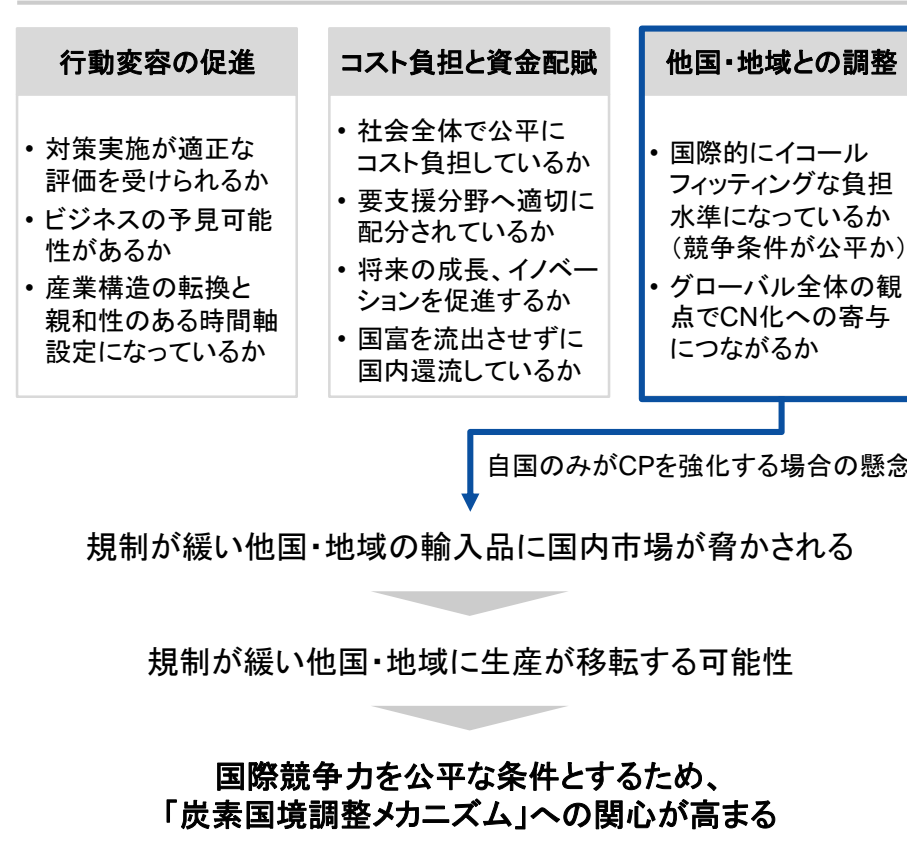 行動変容の促進
・対策実施が適正な
評価を受けられるか
・ビジネスの予見可能
性があるか
・産業構造の転換と
親和性のある時間軸
設定になっているか
コスト負担と資金配賦
・社会全体で公平に
コスト負担しているか
・要支援分野へ適切に
配分されているか
・将来の成長、イノベー
ションを促進するか
・国富を流出させずに
国内還流しているか
他国・地域との調整
・国際的にイコール
フィッティングな負担
水準になっているか
（競争条件が公平か）
・グローバル全体の観
点でCN化への寄与
につながるか
自国のみがCPを強化する場合の懸念
規制が緩い他国・地域の輸入品に国内市場が脅かされる
規制が緩い他国・地域に生産が移転する可能性
国際競争力を公平な条件とするため、
「炭素国境調整メカニズム」への関心が高まる